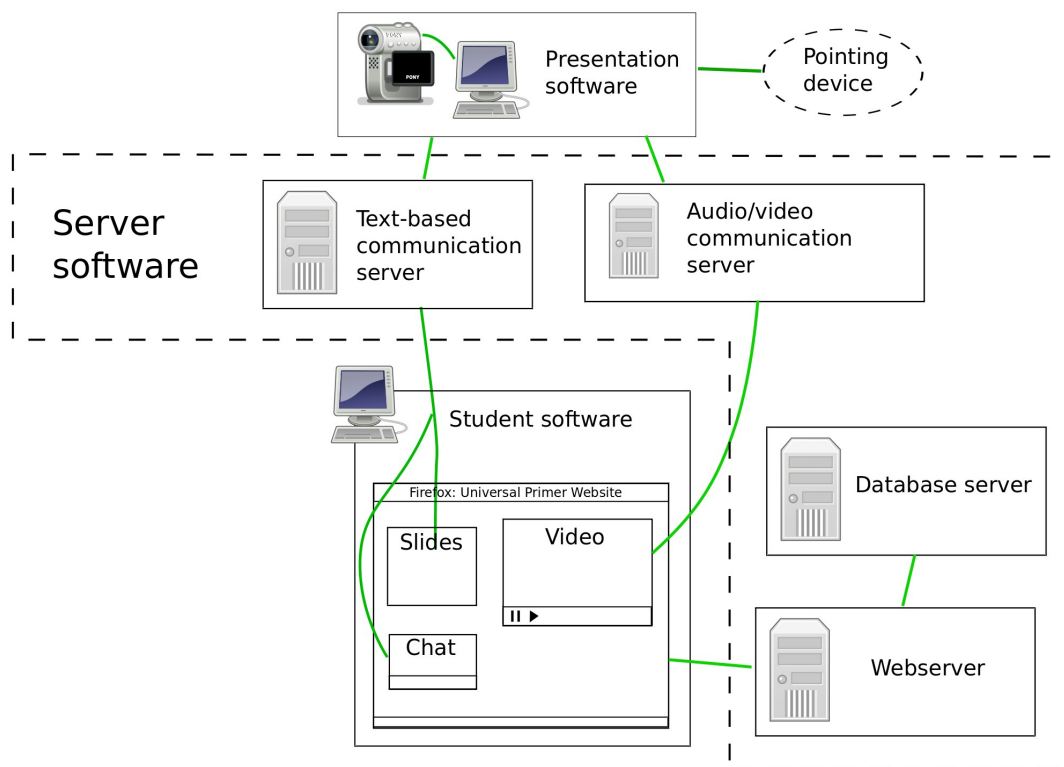 PONY
PONY
Presentation
software
Pointing
device
Server
software
Text-based
communication
server
Audio/video
communication
server
Student software
Firefox: Universal Primer Website
Slides
Video
Chat
Database server
Webserver